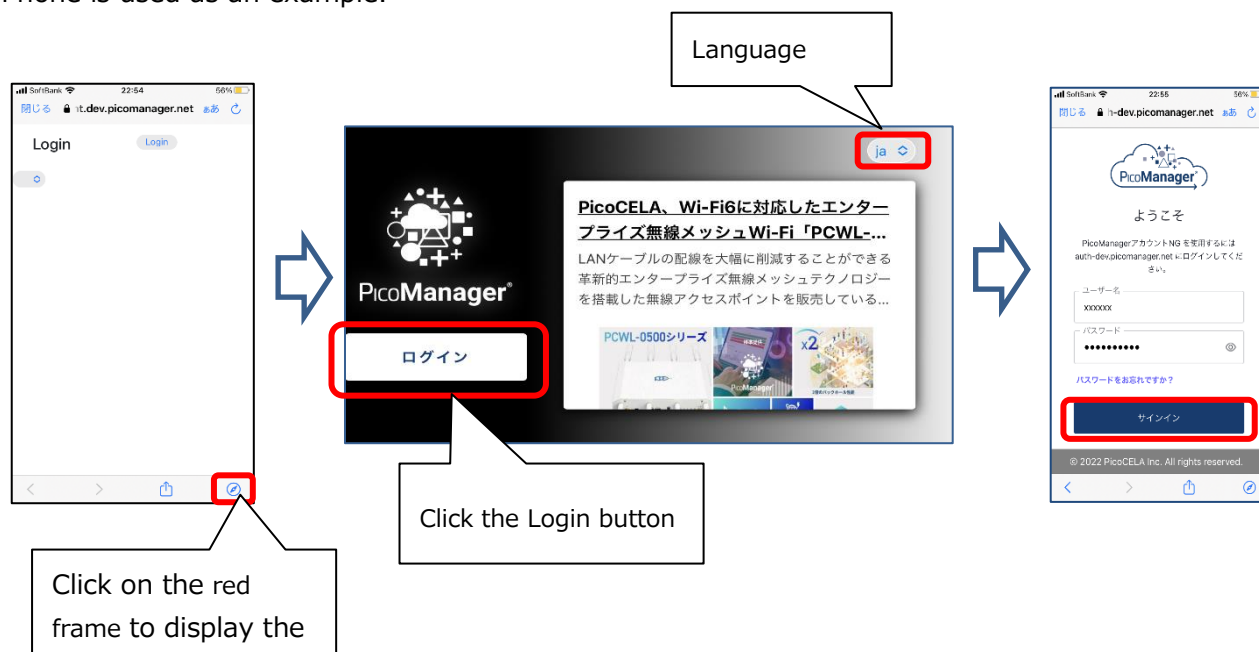 Phone is used as an example.
Language
SoftBank 22:54 56%
閉じる t.dev.picomanager.net ぁあ
Login Login
ja
PicoManager®
ログイン
PicoCELA、Wi-Fi6に対応したエンター
プライズ無線メッシュWi-Fi「PCWL-...
LANケーブルの配線を大幅に削減することができる
革新的エンタープライズ無線メッシュテクノロジー
を搭載した無線アクセスポイントを販売している...
PCWL-0500シリーズ
PicoManager
x2
SoftBank 22:55 56%
閉じる h-dev.picomanager.net ぁあ
PicoManager®
ようこそ
PicoManagerアカウントNG を使用するには
auth-dev.picomanager.net にログインしてくだ
さい。
ユーザー名
xxxxxx
パスワード
••••••••••
パスワードをお忘れですか？
サインイン
© 2022 PicoCELA Inc. All rights reserved.
Click the Login button
Click on the red
frame to display the